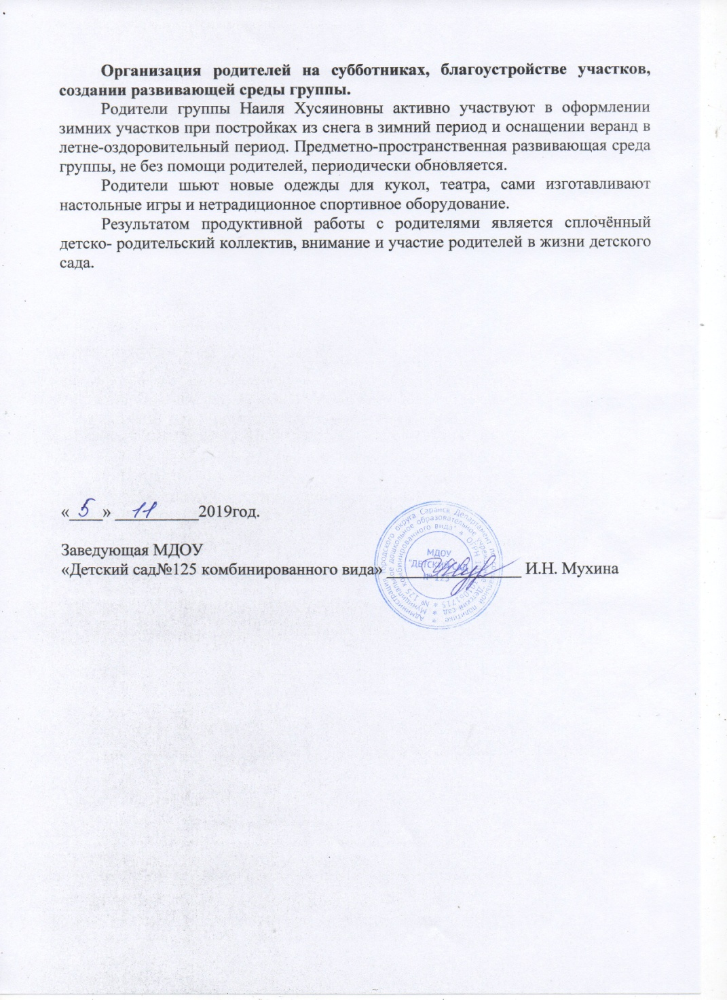 Организация родителей на субботниках, благоустройстве участков,
создании развивающей среды группы.
Родители группы Наиля Хусяиновны активно участвуют в оформлении
зимних участков при постройках из снега в зимний период и оснащении веранд в
летне-оздоровительный период. Предметно-пространственная развивающая среда
группы, не без помощи родителей, периодически обновляется.
Родители шьют новые одежды для кукол, театра, сами изготавливают
настольные игры и нетрадиционное спортивное оборудование.
Результатом продуктивной работы с родителями является сплочённый
детско- родительский коллектив, внимание и участие родителей в жизни детского
сада.
« 5 » 11 2019год.
Заведующая МДОУ
«Детский сад№125 комбинированного вида» И.Н. Мухина
Администрация городского округа Саранск Департамент по социальной политике
Муниципальное дошкольное образовательное учреждение "Детский сад
№ 125 комбинированного вида" * ОГРН
МДОУ
"ДЕТСКИЙ САД
№ 125"